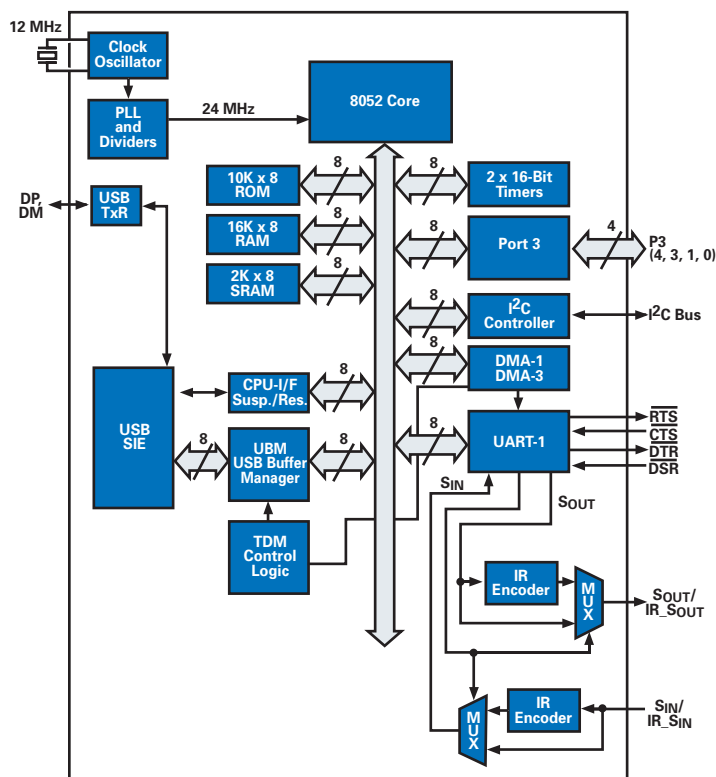 12 MHz
Clock
Oscillator
PLL
and
Dividers
24 MHz
8052 Core
DP,
DM
USB
TxR
10K x 8
ROM
8
8
2 x 16-Bit
Timers
16K x 8
RAM
8
8
Port 3
4
P3
(4, 3, 1, 0)
2K x 8
SRAM
8
8
I²C
Controller
I²C Bus
8
DMA-1
DMA-3
USB
SIE
CPU-I/F
Susp./Res.
8
8
UBM
USB Buffer
Manager
8
8
UART-1
RTS
CTS
DTR
DSR
SIN
SOUT
TDM
Control
Logic
IR
Encoder
MUX
SOUT/
IR_SOUT
MUX
IR
Encoder
SIN/
IR_SIN